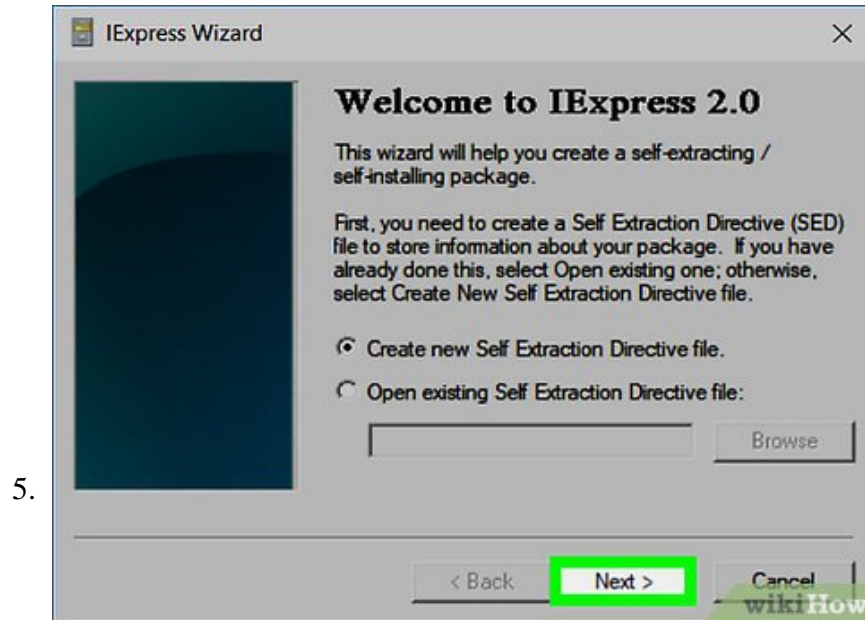 IExpress Wizard
Welcome to IExpress 2.0
This wizard will help you create a self-extracting /
self-installing package.
First, you need to create a Self Extraction Directive (SED)
file to store information about your package. If you have
already done this, select Open existing one; otherwise,
select Create New Self Extraction Directive file.
Create new Self Extraction Directive file.
Open existing Self Extraction Directive file:
Browse
5.
< Back Next > Cancel
wikiHow